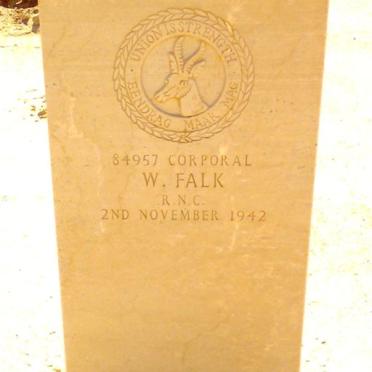 UNION IS STRENGTH
EENDRAG MAAK MAG
84957 CORPORAL
W. FALK
R.N.C.
2ND NOVEMBER 1942